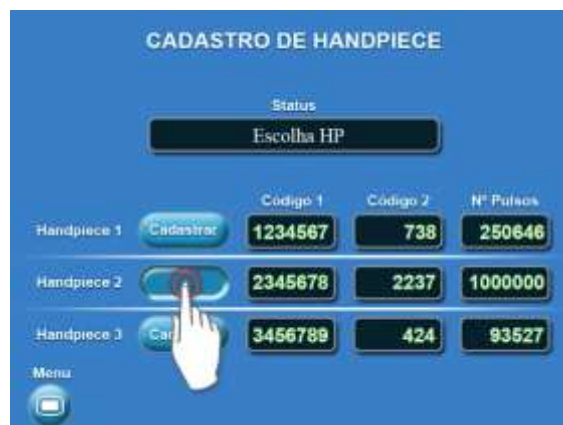 CADASTRO DE HANDPIECE
Status
Escolha HP
Código 1 Código 2 Nº Pulsos
Handpiece 1 Cadastrar 1234567 738 250646
Handpiece 2 2345678 2237 1000000
Handpiece 3 3456789 424 93527
Menu